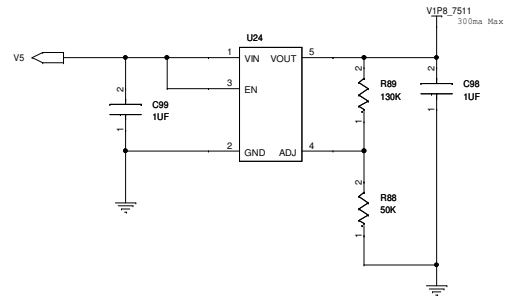 V1P8_7511
300ma Max
U24
V5
1
VIN
VOUT
5
3
EN
2
C99
1UF
1
2
R89
130K
1
2
C98
1UF
1
2
GND
ADJ
4
2
R88
50K
1